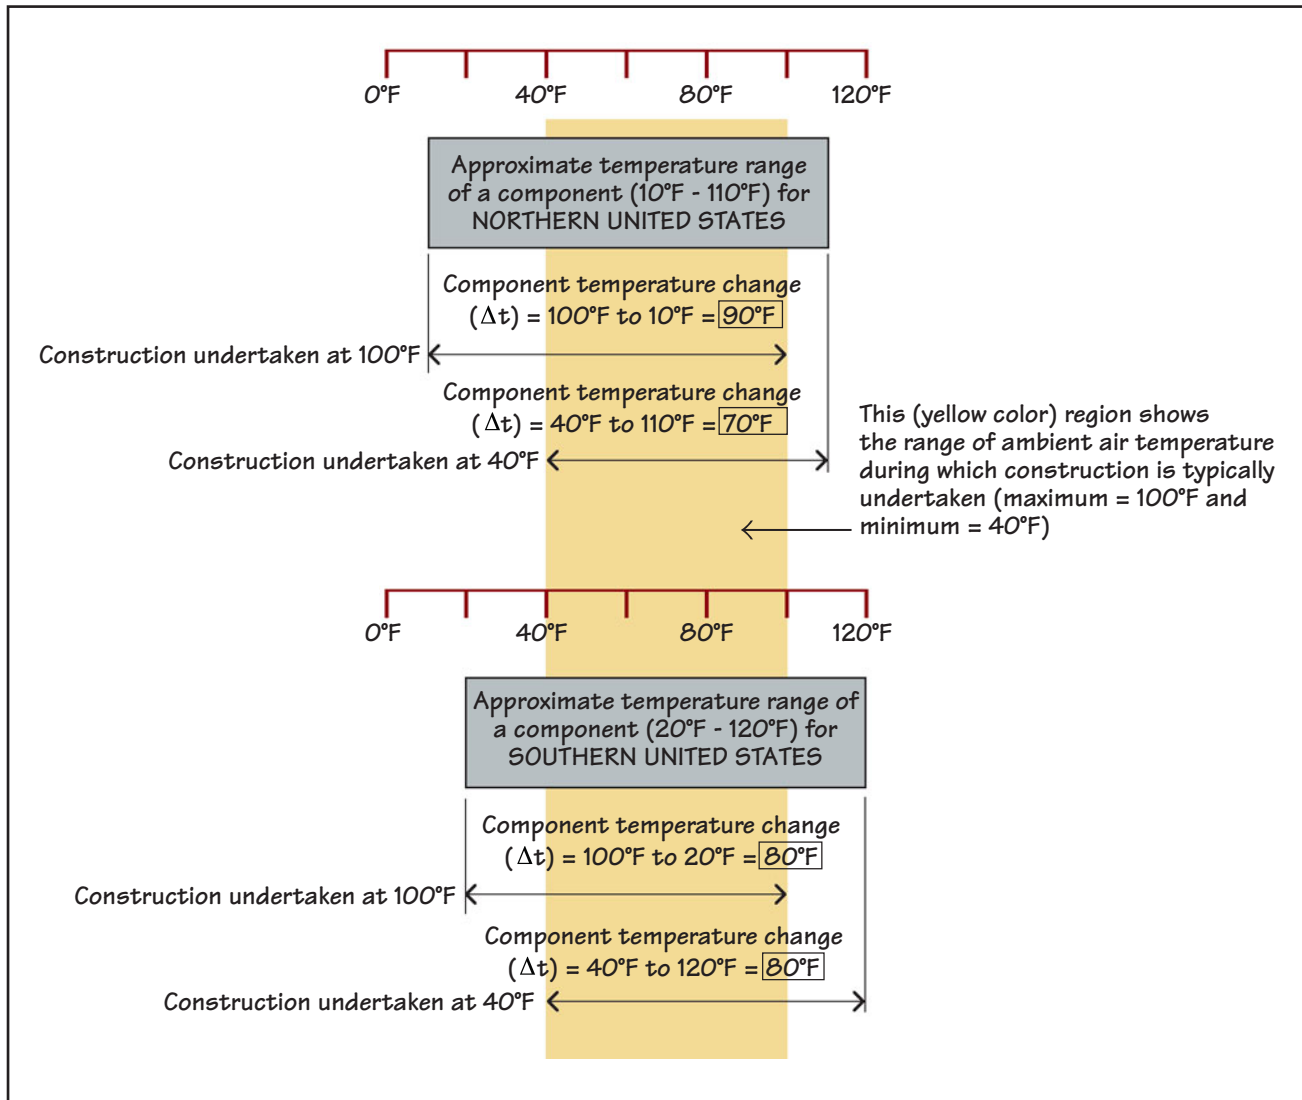 0°F 40°F 80°F 120°F
Approximate temperature range
of a component (10°F - 110°F) for
NORTHERN UNITED STATES
Component temperature change
(Δt) = 100°F to 10°F = 90°F
Construction undertaken at 100°F
Component temperature change
(Δt) = 40°F to 110°F = 70°F
Construction undertaken at 40°F
This (yellow color) region shows
the range of ambient air temperature
during which construction is typically
undertaken (maximum = 100°F and
minimum = 40°F)
0°F 40°F 80°F 120°F
Approximate temperature range of
a component (20°F - 120°F) for
SOUTHERN UNITED STATES
Component temperature change
(Δt) = 100°F to 20°F = 80°F
Construction undertaken at 100°F
Component temperature change
(Δt) = 40°F to 120°F = 80°F
Construction undertaken at 40°F